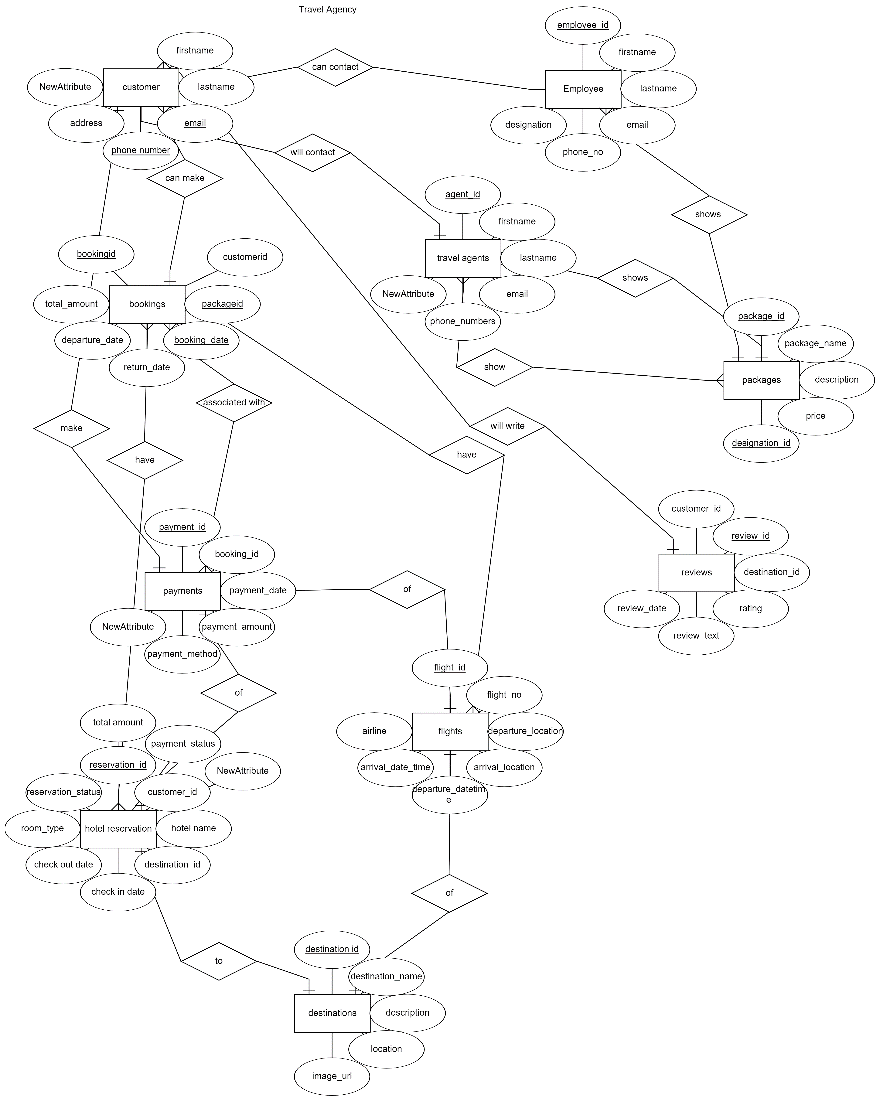 Travel Agency
employee_id
firstname
firstname
can contact
NewAttribute
customer
lastname
Employee
lastname
address
email
designation
email
phone number
will contact
phone_no
can make
agent_id
shows
firstname
bookingid
customerid
travel agents
lastname
shows
NewAttribute
email
total_amount
bookings
packageid
phone_numbers
package_id
departure_date
booking_date
package_name
return_date
show
packages
description
associated with
price
make
will write
designation_id
have
have
customer_id
payment_id
review_id
booking_id
reviews
destination_id
payments
payment_date
of
review_date
rating
NewAttribute
payment_amount
review_text
payment_method
flight_id
of
flight_no
total amount
airline
flights
departure_location
payment_status
reservation_id
NewAttribute
arrival_date_time
arrival_location
reservation_status
customer_id
departure_datetim
e
room_type
hotel reservation
hotel name
check out date
destination_id
check in date
of
destination id
to
destination_name
destinations
description
location
image_url